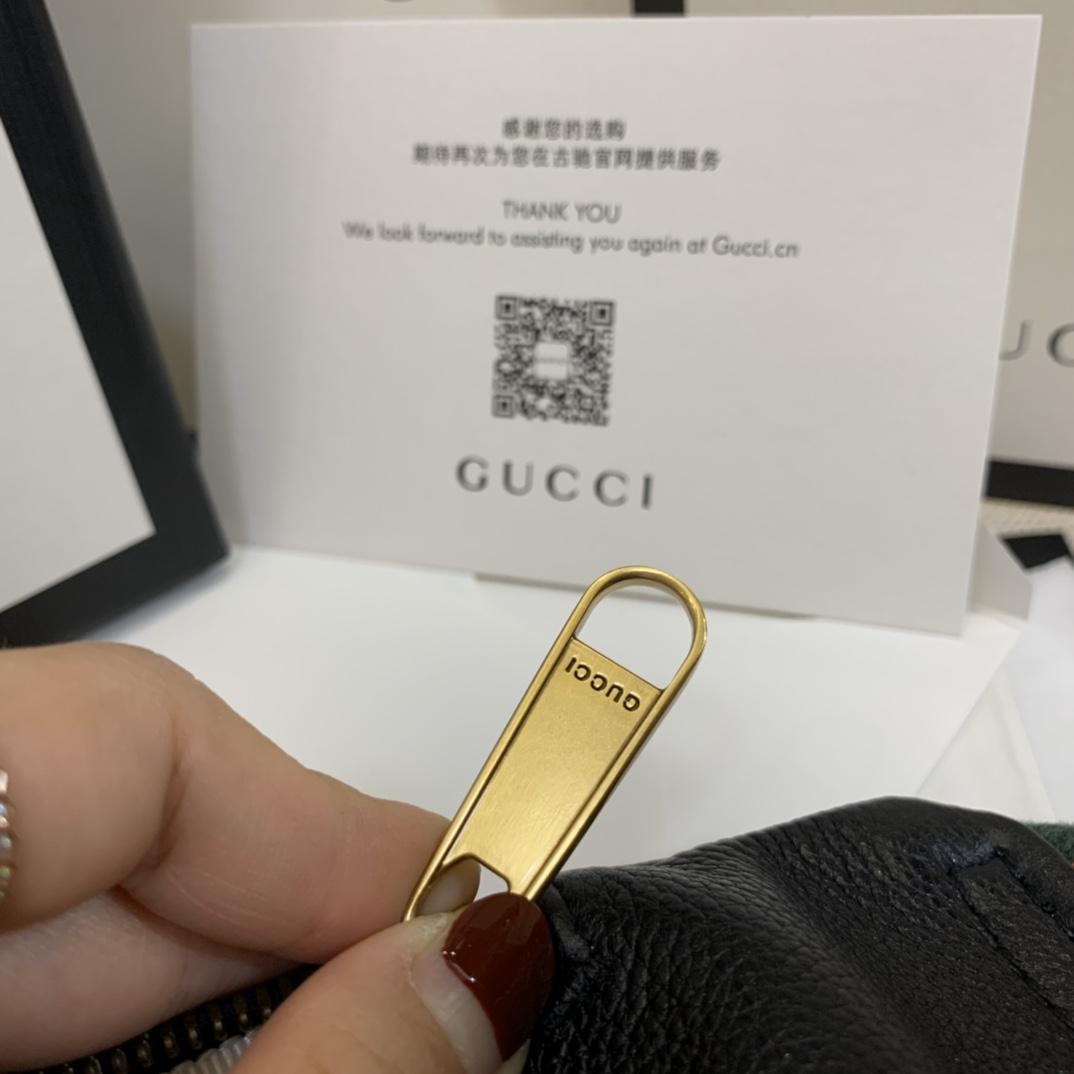 感谢您的选购
期待再次为您在古驰官网提供服务
THANK YOU
We look forward to assisting you again at Gucci.cn
GUCCI
UC
GUCCI